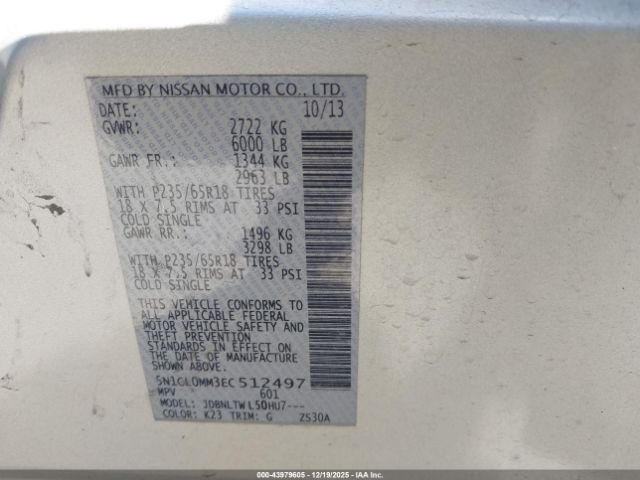 MFD BY NISSAN MOTOR CO., LTD.
DATE: 10/13
GVWR: 2722 KG
6000 LB
GAWR FR.: 1344 KG
2963 LB
WITH P235/65R18 TIRES
18 X 7.5 RIMS AT 33 PSI
COLD SINGLE
GAWR RR.: 1496 KG
3298 LB
WITH P235/65R18 TIRES
18 X 7.5 RIMS AT 33 PSI
COLD SINGLE
THIS VEHICLE CONFORMS TO
ALL APPLICABLE FEDERAL
MOTOR VEHICLE SAFETY AND
THEFT PREVENTION
STANDARDS IN EFFECT ON
THE DATE OF MANUFACTURE
SHOWN ABOVE.
5N1CL0MM3EC512497
MPV 601
MODEL: JDBNLTWL50HU7---
COLOR: K23 TRIM: G ZS30A
000-43979605 - 12/19/2025 - IAAI.CA